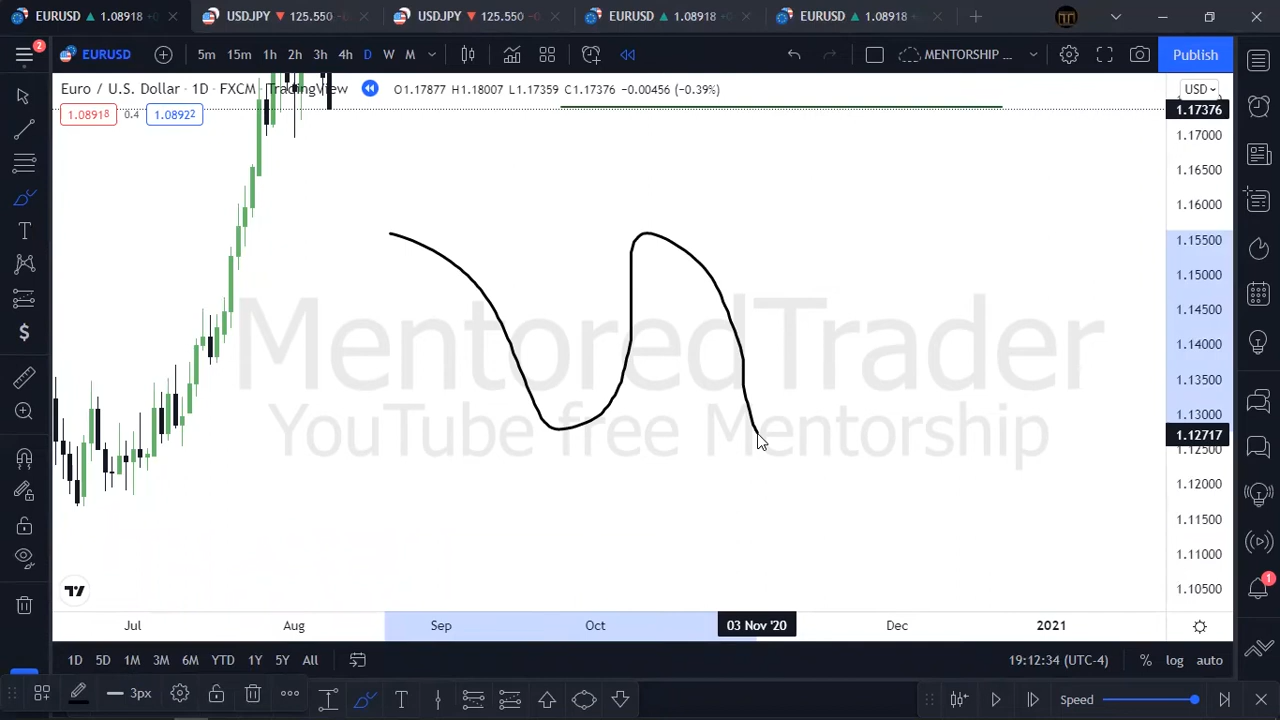 EURUSD ▲ 1.08918 USDJPY ▼ 125.550 USDJPY ▼ 125.550 EURUSD ▲ 1.08918 EURUSD ▲ 1.08918
2 EURUSD 5m 15m 1h 2h 3h 4h D W M MENTORSHIP ... Publish
Euro / U.S. Dollar · 1D · FXCM · TradingView O1.17877 H1.18007 L1.17359 C1.17376 −0.00456 (−0.39%) USD
1.08918 0.4 1.08922
1.17376
1.17000
1.16500
1.16000
1.15500
1.15000
1.14500
1.14000
1.13500
1.13000
1.12717
1.12500
1.12000
1.11500
1.11000
1.10500
MentoredTrader
YouTube free Mentorship
1
Jul Aug Sep Oct 03 Nov '20 Dec 2021
1D 5D 1M 3M 6M YTD 1Y 5Y All 19:12:34 (UTC-4) % log auto
3px Speed